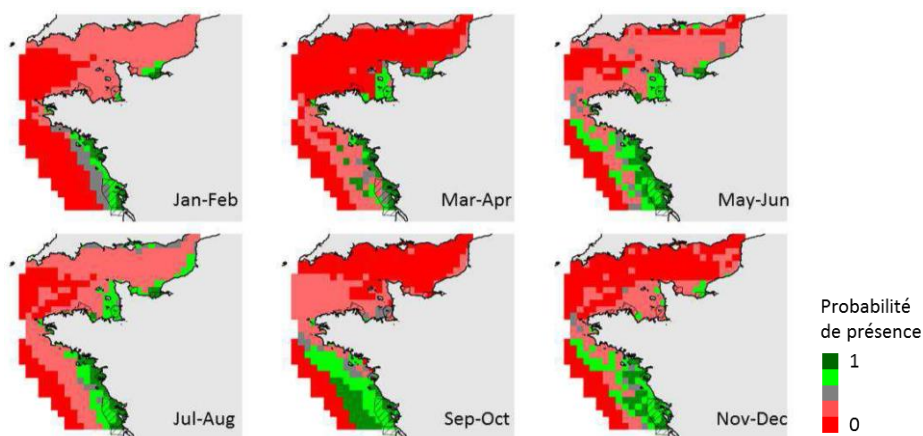 Jan-Feb
Mar-Apr
May-Jun
Jul-Aug
Sep-Oct
Nov-Dec
Probabilité
de présence
1
0